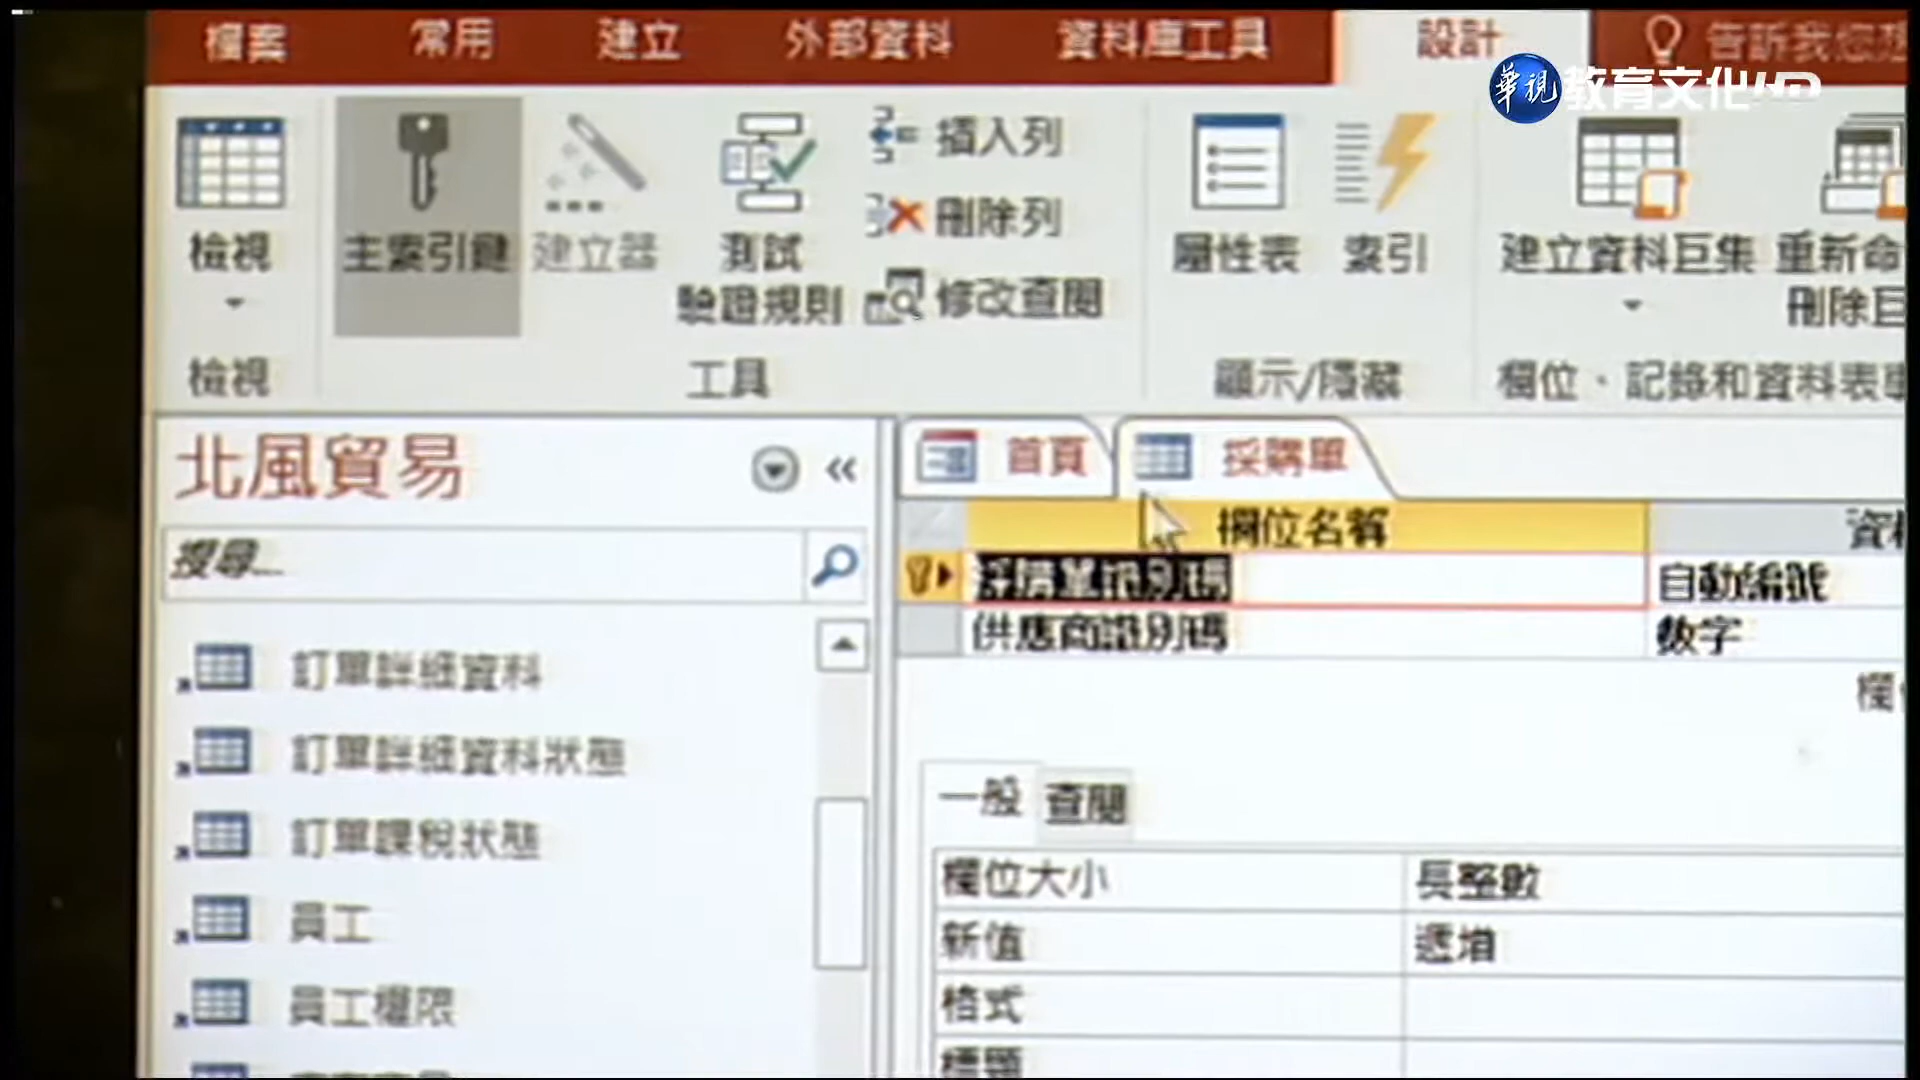 檔案 常用 建立 外部資料 資料庫工具 設計 告訴我您想
華視 教育文化HD
檢視 主索引鍵 建立器 測試 驗證規則 插入列 刪除列 修改查閱 屬性表 索引 建立資料巨集 重新命 刪除巨
檢視 工具 顯示/隱藏 欄位、記錄和資料表
北風貿易
首頁 採購單
搜尋...
欄位名稱 資料
採購單識別碼 自動編號
供應商識別碼 數字
訂單詳細資料
訂單詳細資料狀態
訂單課稅狀態
員工
員工權限
一般 查閱
欄位大小 長整數
新值 遞增
格式
標題